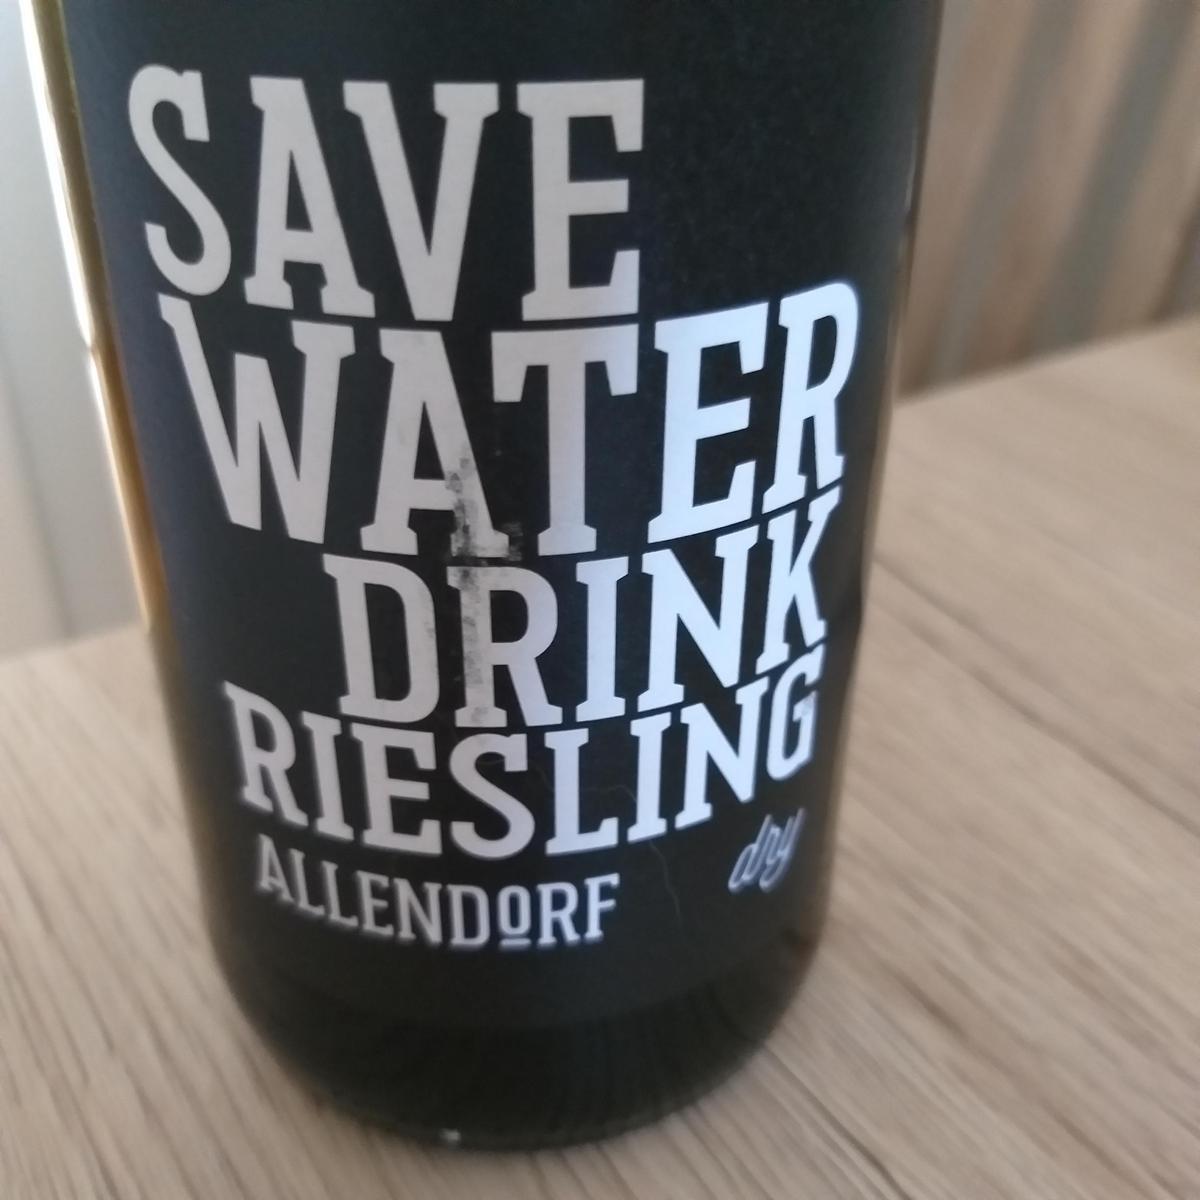 SAVE
WATER
DRINK
RIESLING
dry
ALLENDORF